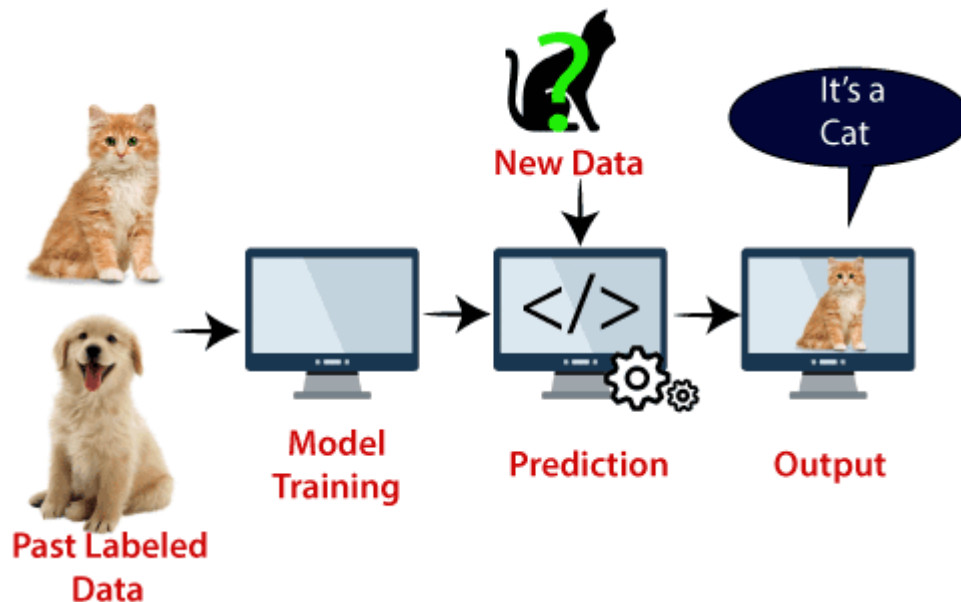 New Data
It's a
Cat
</>
Model
Training
Prediction
Output
Past Labeled
Data
?